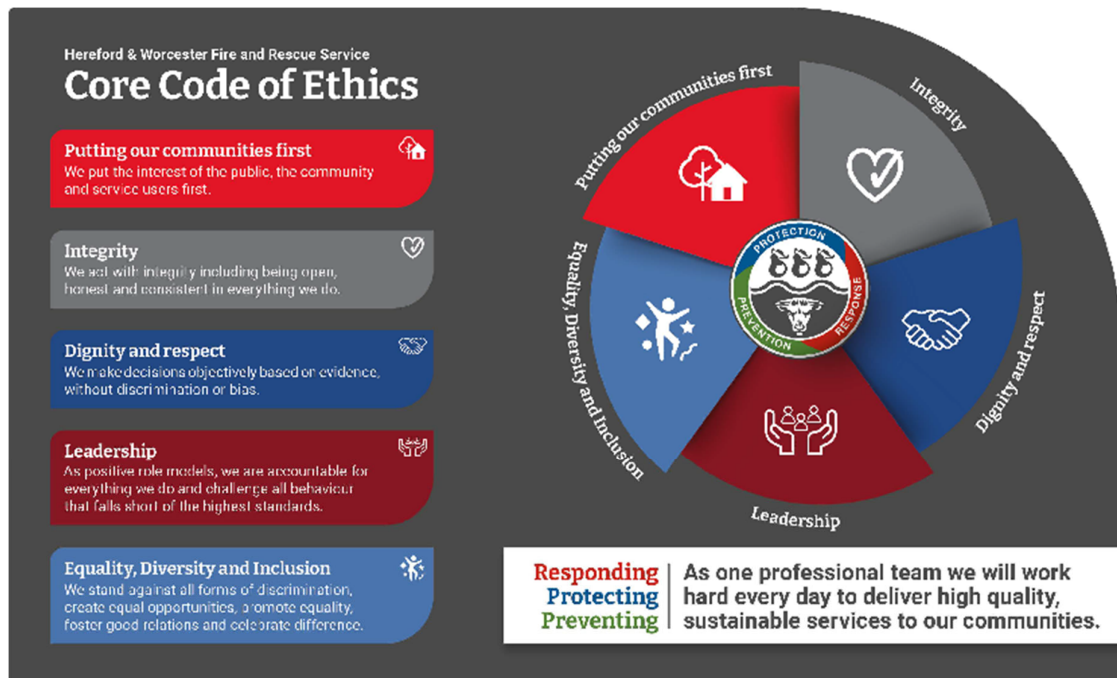 Hereford & Worcester Fire and Rescue Service
Core Code of Ethics
Putting our communities first
We put the interest of the public, the community
and service users first.
Integrity
We act with integrity including being open,
honest and consistent in everything we do.
Dignity and respect
We make decisions objectively based on evidence,
without discrimination or bias.
Leadership
As positive role models, we are accountable for
everything we do and challenge all behaviour
that falls short of the highest standards.
Equality, Diversity and Inclusion
We stand against all forms of discrimination,
create equal opportunities, promote equality,
foster good relations and celebrate difference.
Putting our communities first
Integrity
Dignity and respect
Leadership
Equality, Diversity and Inclusion
PROTECTION
RESPONSE
PREVENTION
Responding
Protecting
Preventing
As one professional team we will work
hard every day to deliver high quality,
sustainable services to our communities.